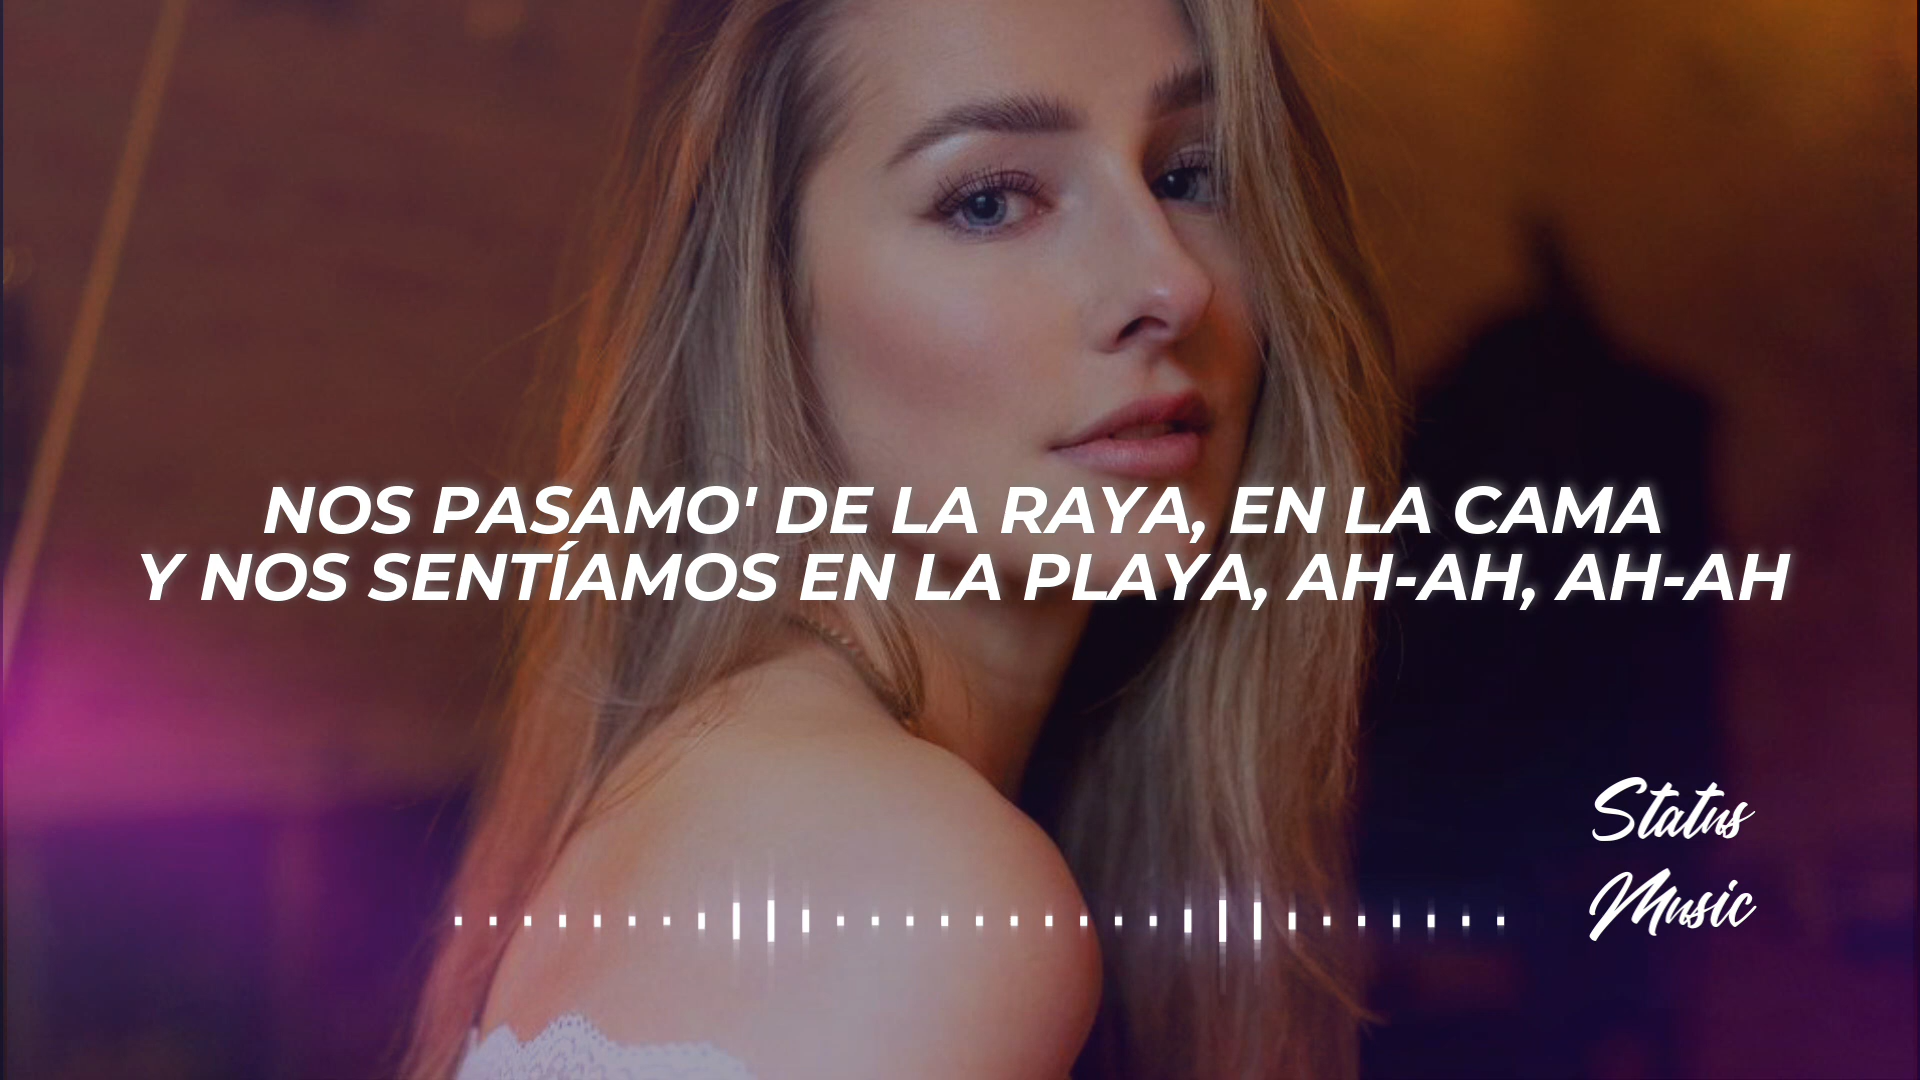 NOS PASAMO' DE LA RAYA, EN LA CAMA
Y NOS SENTÍAMOS EN LA PLAYA, AH-AH, AH-AH
Status
Music